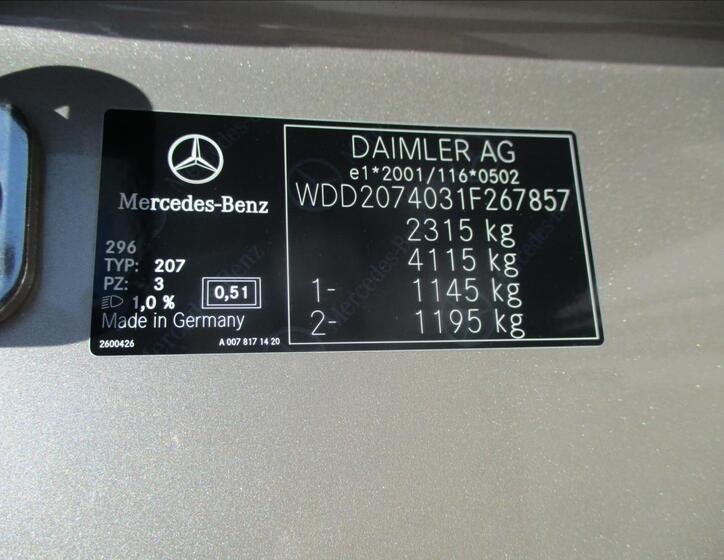 Mercedes-Benz
296
TYP: 207
PZ: 3
1,0 %
0,51
Made in Germany
2600426
A 007 817 14 20
DAIMLER AG
e1*2001/116*0502
WDD2074031F267857
2315 kg
4115 kg
1- 1145 kg
2- 1195 kg